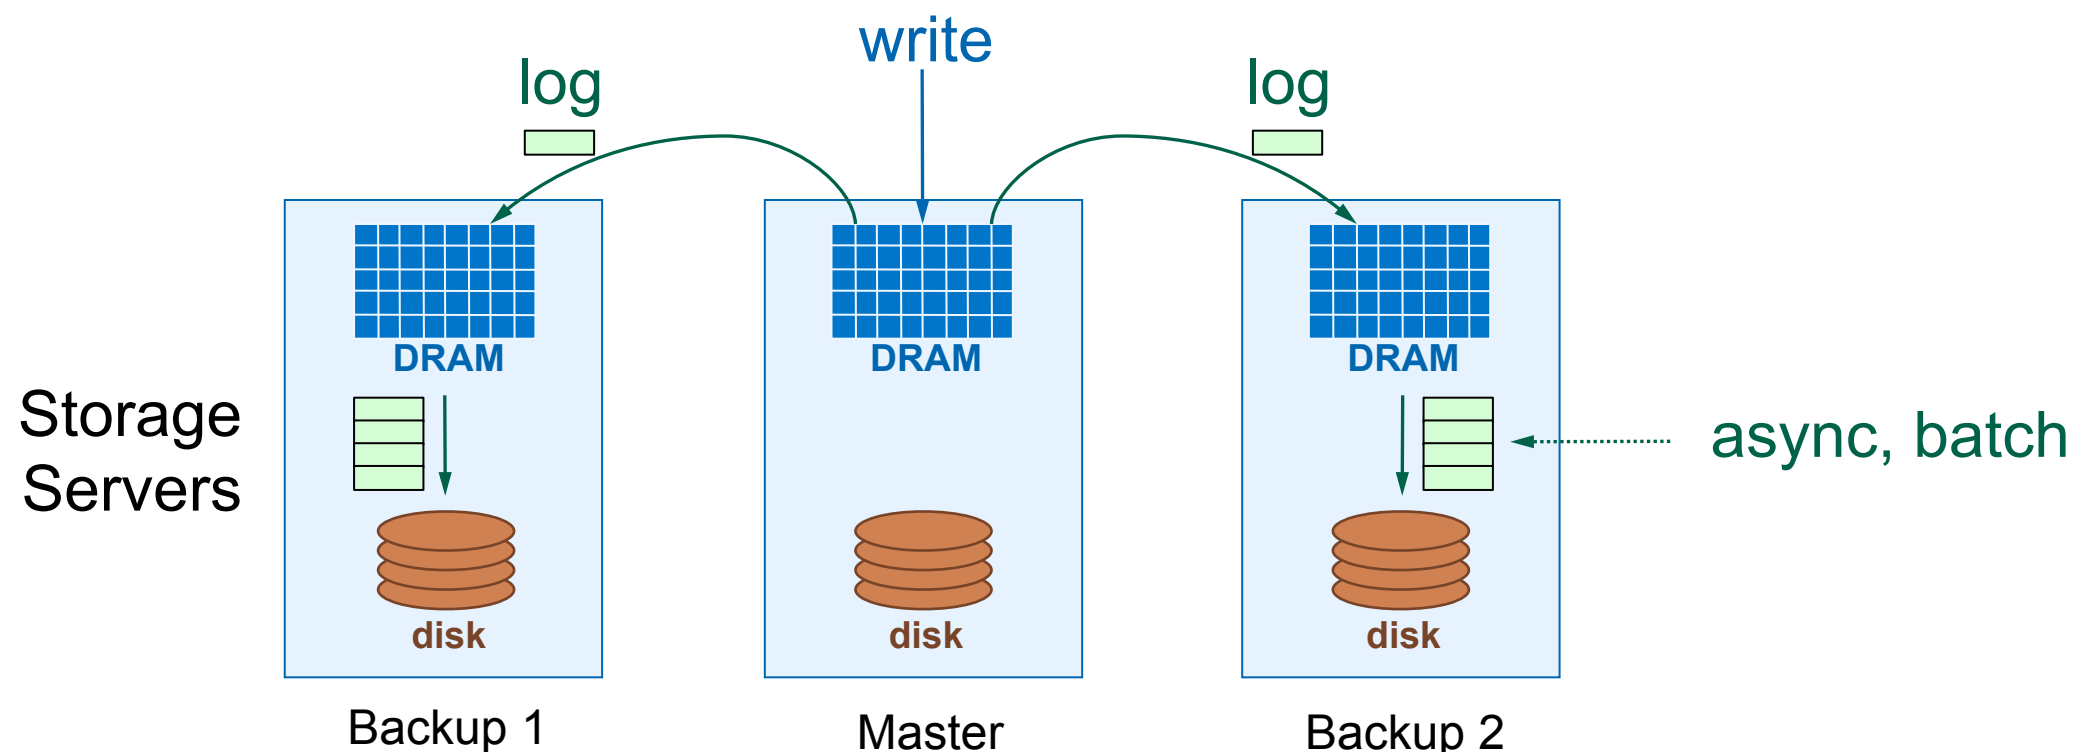 write
log
log
DRAM
DRAM
DRAM
Storage
Servers
async, batch
disk
disk
disk
Backup 1
Master
Backup 2